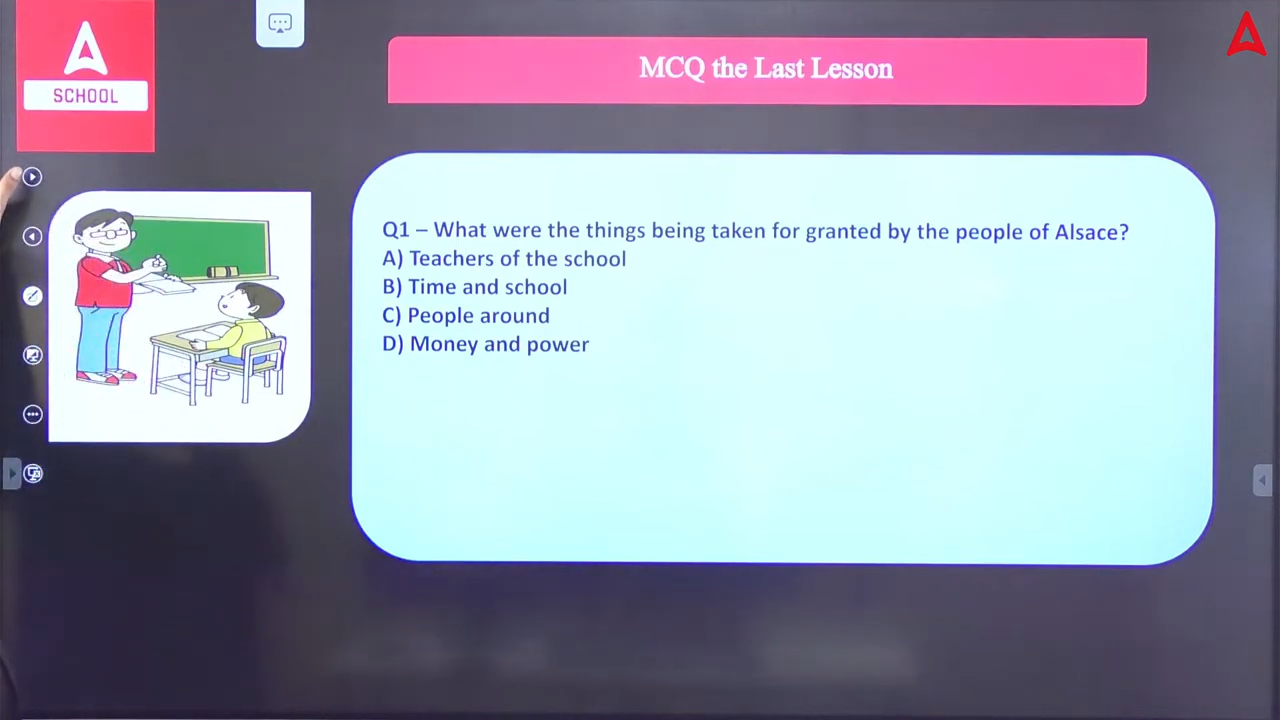 SCHOOL
MCQ the Last Lesson
Q1 – What were the things being taken for granted by the people of Alsace?
A) Teachers of the school
B) Time and school
C) People around
D) Money and power